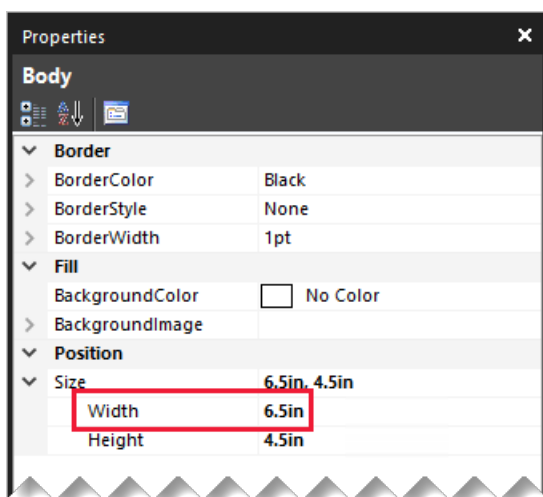 Properties
Body
Border
BorderColor Black
BorderStyle None
BorderWidth 1pt
Fill
BackgroundColor No Color
BackgroundImage
Position
Size 6.5in, 4.5in
Width 6.5in
Height 4.5in